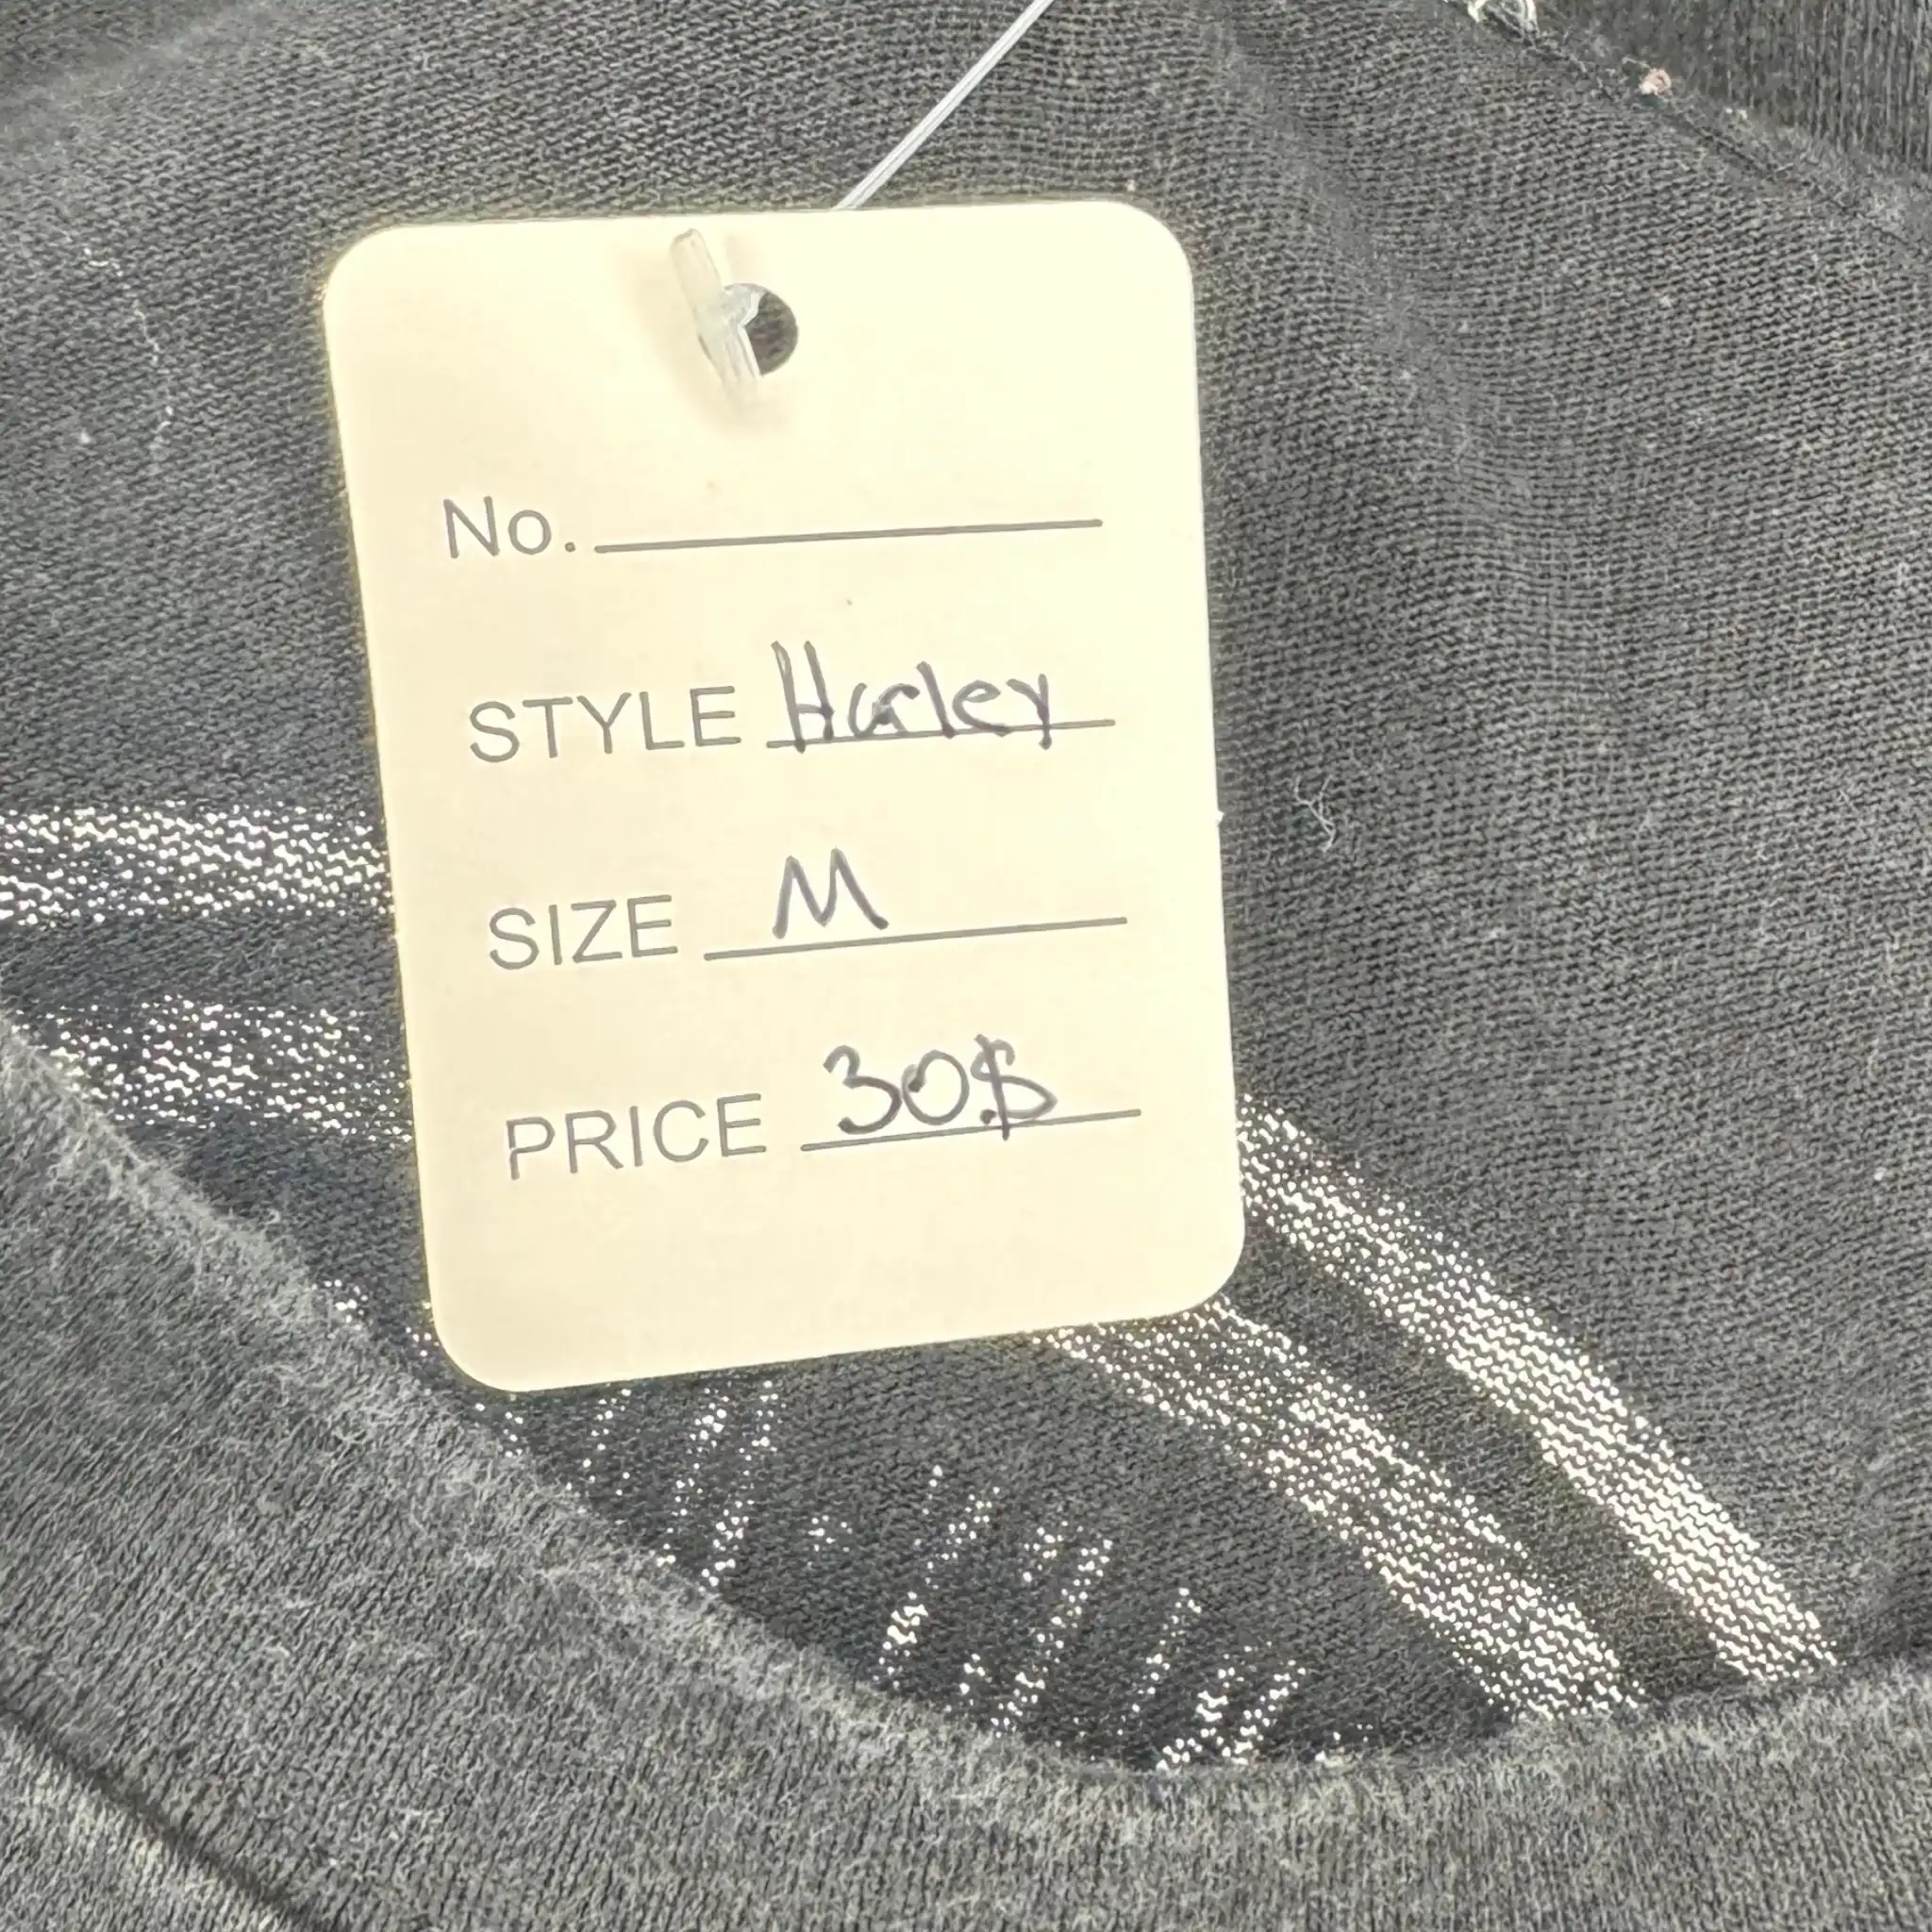 No.
STYLE Harley
SIZE M
PRICE 30$